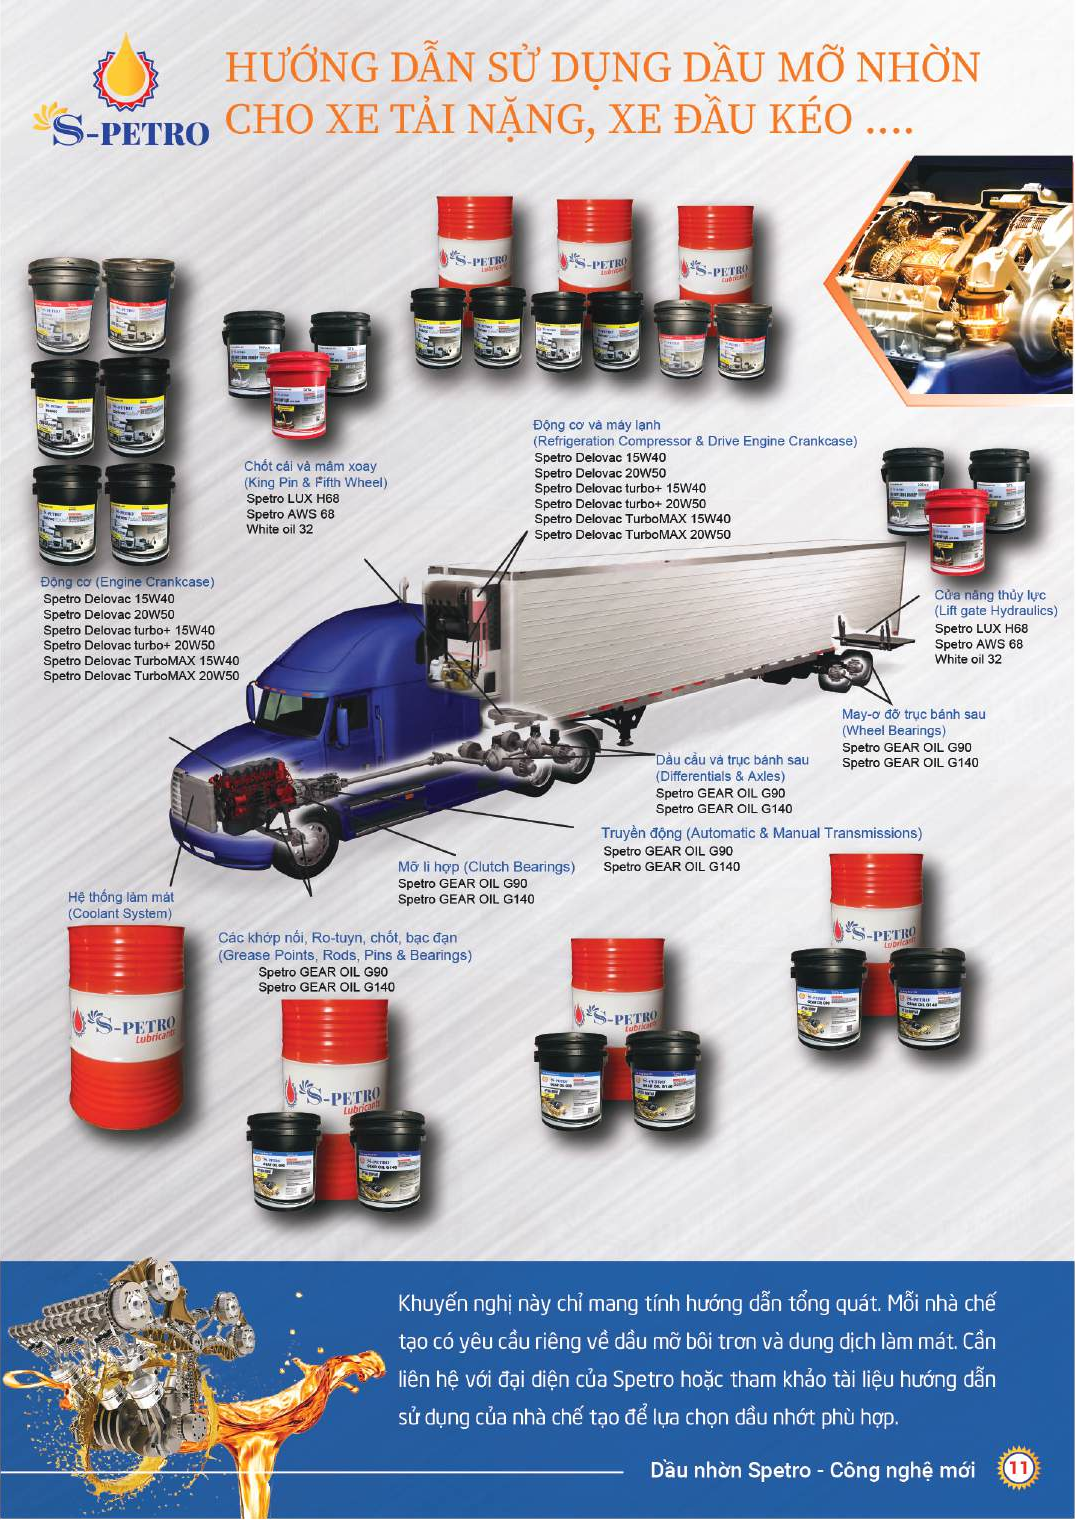 S-PETRO
HƯỚNG DẪN SỬ DỤNG DẦU MỠ NHỜN
CHO XE TẢI NẶNG, XE ĐẦU KÉO ....
S-PETRO
Lubricants
S-PETRO
Lubricants
S-PETRO
Lubricants
Động cơ và máy lạnh
(Refrigeration Compressor & Drive Engine Crankcase)
Spetro Delovac 15W40
Spetro Delovac 20W50
Spetro Delovac turbo+ 15W40
Spetro Delovac turbo+ 20W50
Spetro Delovac TurboMAX 15W40
Spetro Delovac TurboMAX 20W50
Chốt cái và mâm xoay
(King Pin & Fifth Wheel)
Spetro LUX H68
Spetro AWS 68
White oil 32
Động cơ (Engine Crankcase)
Spetro Delovac 15W40
Spetro Delovac 20W50
Spetro Delovac turbo+ 15W40
Spetro Delovac turbo+ 20W50
Spetro Delovac TurboMAX 15W40
Spetro Delovac TurboMAX 20W50
Cửa nâng thủy lực
(Lift gate Hydraulics)
Spetro LUX H68
Spetro AWS 68
White oil 32
May-ơ đỡ trục bánh sau
(Wheel Bearings)
Spetro GEAR OIL G90
Spetro GEAR OIL G140
Dầu cầu và trục bánh sau
(Differentials & Axles)
Spetro GEAR OIL G90
Spetro GEAR OIL G140
Truyền động (Automatic & Manual Transmissions)
Spetro GEAR OIL G90
Spetro GEAR OIL G140
Mỡ li hợp (Clutch Bearings)
Spetro GEAR OIL G90
Spetro GEAR OIL G140
Hệ thống làm mát
(Coolant System)
Các khớp nối, Ro-tuyn, chốt, bạc đạn
(Grease Points, Rods, Pins & Bearings)
Spetro GEAR OIL G90
Spetro GEAR OIL G140
S-PETRO
Lubricants
S-PETRO
Lubricants
S-PETRO
Lubricants
S-PETRO
Lubricants
Khuyến nghị này chỉ mang tính hướng dẫn tổng quát. Mỗi nhà chế
tạo có yêu cầu riêng về dầu mỡ bôi trơn và dung dịch làm mát. Cần
liên hệ với đại diện của Spetro hoặc tham khảo tài liệu hướng dẫn
sử dụng của nhà chế tạo để lựa chọn dầu nhớt phù hợp.
Dầu nhờn Spetro - Công nghệ mới
11